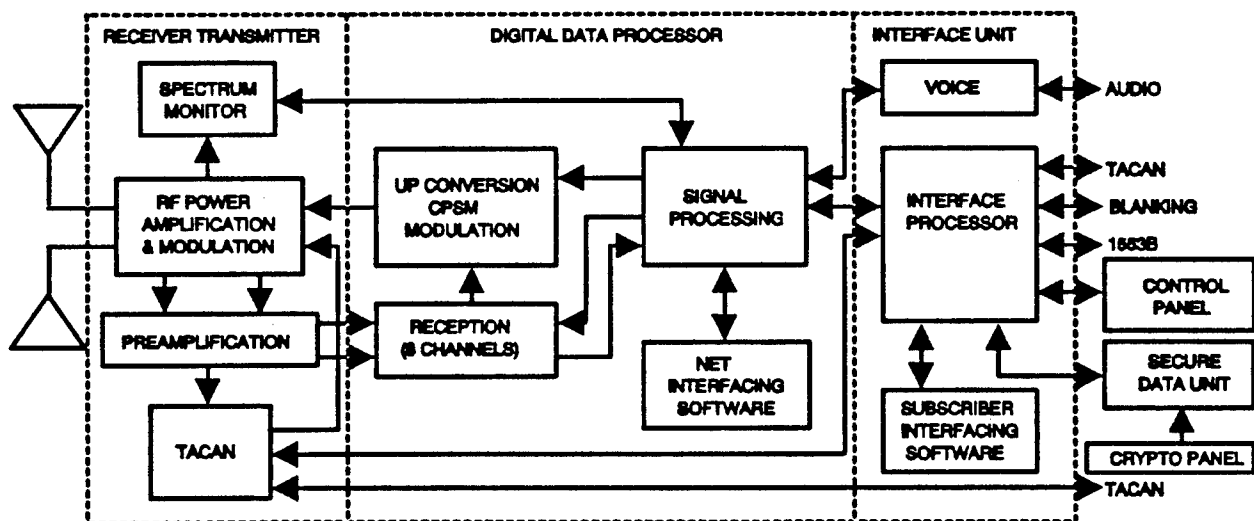 RECEIVER TRANSMITTER
DIGITAL DATA PROCESSOR
INTERFACE UNIT
SPECTRUM
MONITOR
VOICE
AUDIO
UP CONVERSION
CPSM
MODULATION
SIGNAL
PROCESSING
INTERFACE
PROCESSOR
TACAN
BLANKING
1553B
RF POWER
AMPLIFICATION
& MODULATION
CONTROL
PANEL
PREAMPLIFICATION
RECEPTION
(8 CHANNELS)
NET
INTERFACING
SOFTWARE
SECURE
DATA UNIT
SUBSCRIBER
INTERFACING
SOFTWARE
TACAN
CRYPTO PANEL
TACAN